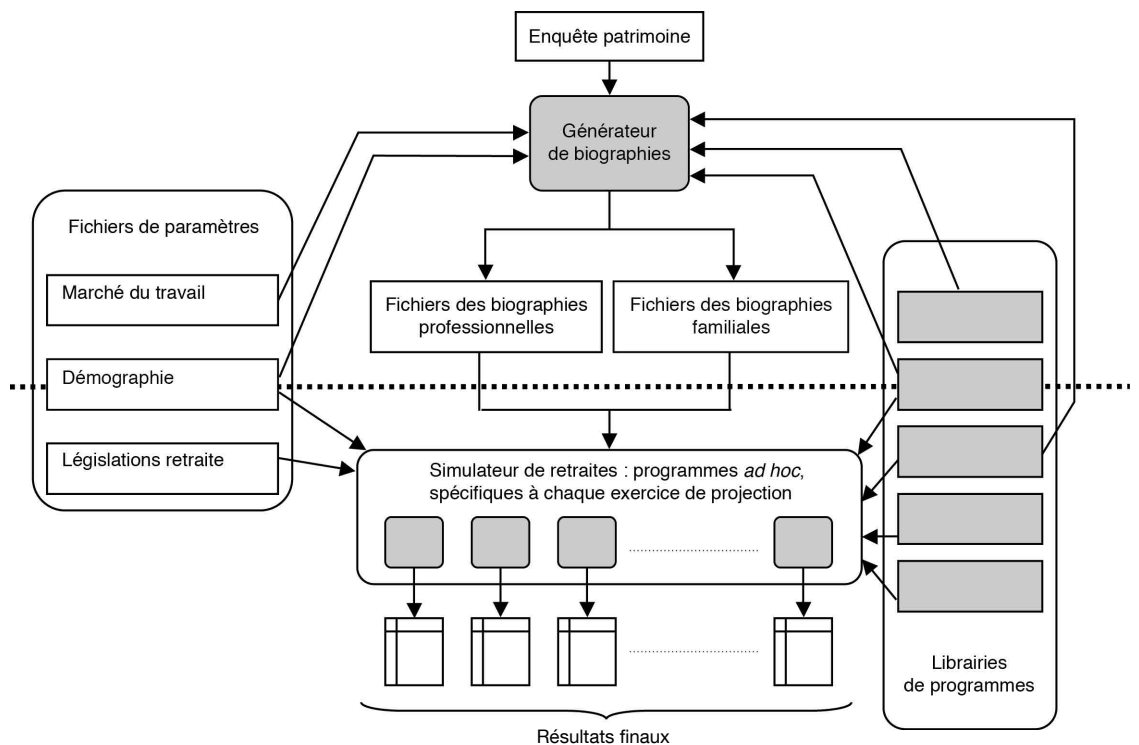 Enquête patrimoine
Générateur
de biographies
Fichiers de paramètres
Marché du travail
Démographie
Législations retraite
Fichiers des biographies
professionnelles
Fichiers des biographies
familiales
Simulateur de retraites : programmes ad hoc,
spécifiques à chaque exercice de projection
Librairies
de programmes
Résultats finaux